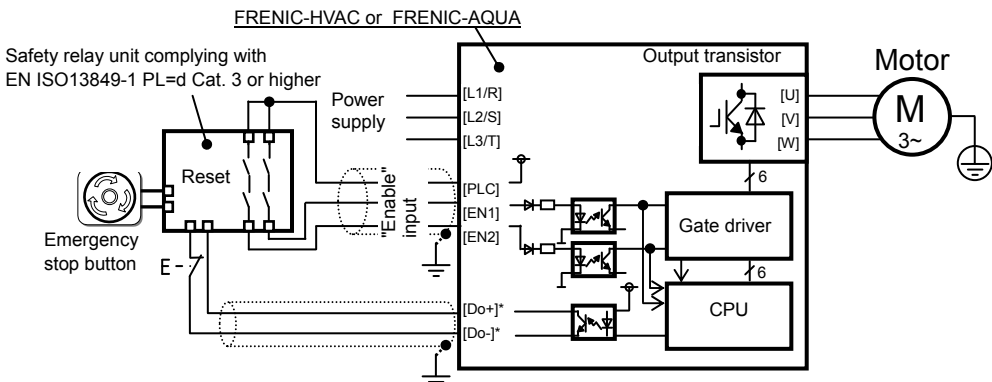 FRENIC-HVAC or FRENIC-AQUA
Safety relay unit complying with
EN ISO13849-1 PL=d Cat. 3 or higher
Output transistor
Motor
Power
supply
[L1/R]
[L2/S]
[L3/T]
[U]
[V]
[W]
M
3~
Reset
"Enable"
input
[PLC]
[EN1]
[EN2]
6
Gate driver
Emergency
stop button
E
6
CPU
[Do+]*
[Do-]*